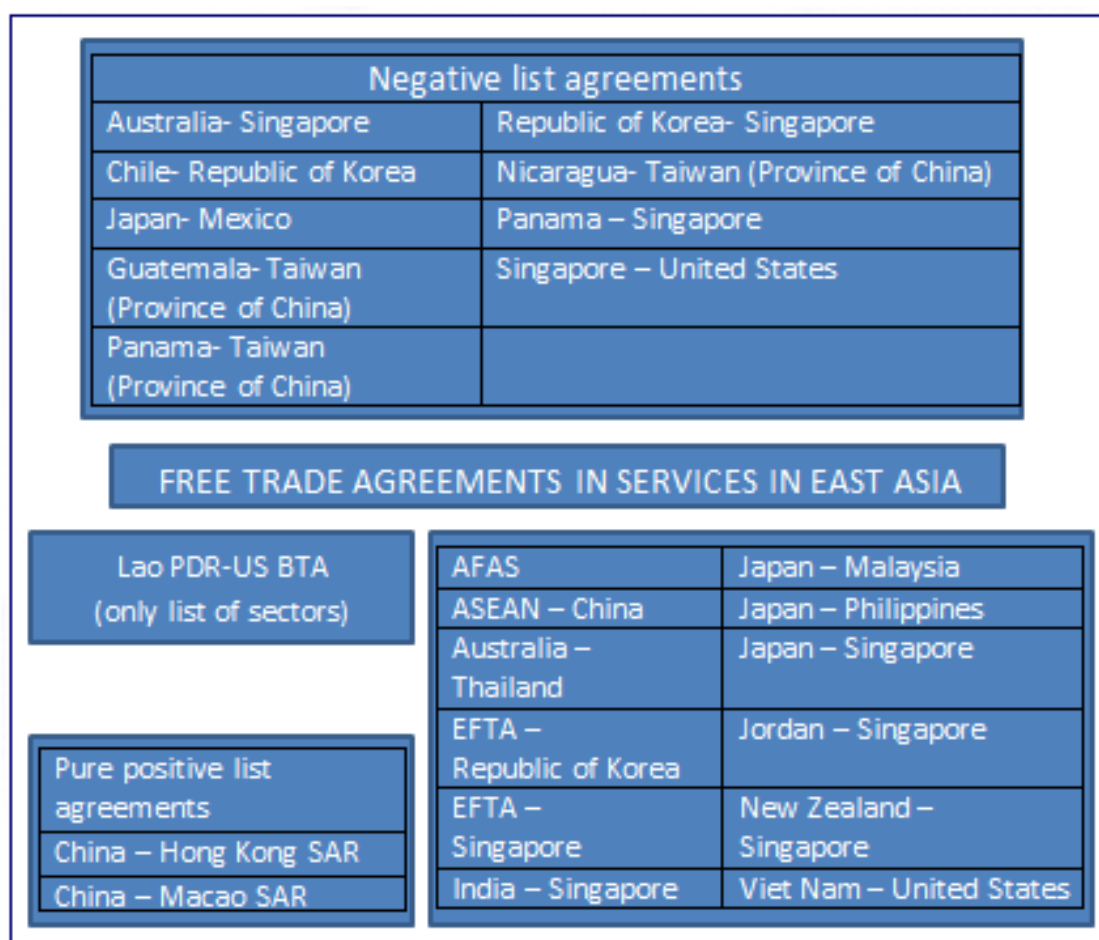 Negative list agreements
Australia- Singapore
Republic of Korea- Singapore
Chile- Republic of Korea
Nicaragua- Taiwan (Province of China)
Japan- Mexico
Panama – Singapore
Guatemala- Taiwan
(Province of China)
Singapore – United States
Panama- Taiwan
(Province of China)
FREE TRADE AGREEMENTS IN SERVICES IN EAST ASIA
Lao PDR-US BTA
(only list of sectors)
Pure positive list
agreements
China – Hong Kong SAR
China – Macao SAR
AFAS
Japan – Malaysia
ASEAN – China
Japan – Philippines
Australia –
Thailand
Japan – Singapore
EFTA –
Republic of Korea
Jordan – Singapore
EFTA –
Singapore
New Zealand –
Singapore
India – Singapore
Viet Nam – United States